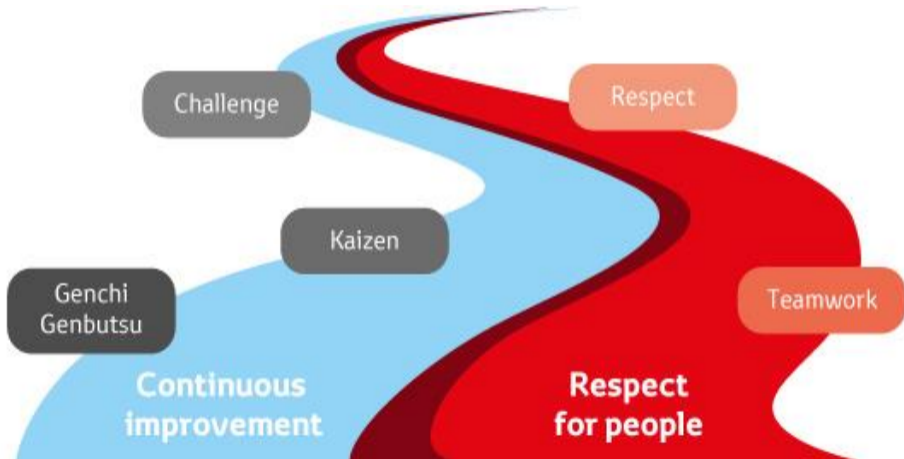 Challenge
Respect
Kaizen
Genchi
Genbutsu
Teamwork
Continuous
improvement
Respect
for people